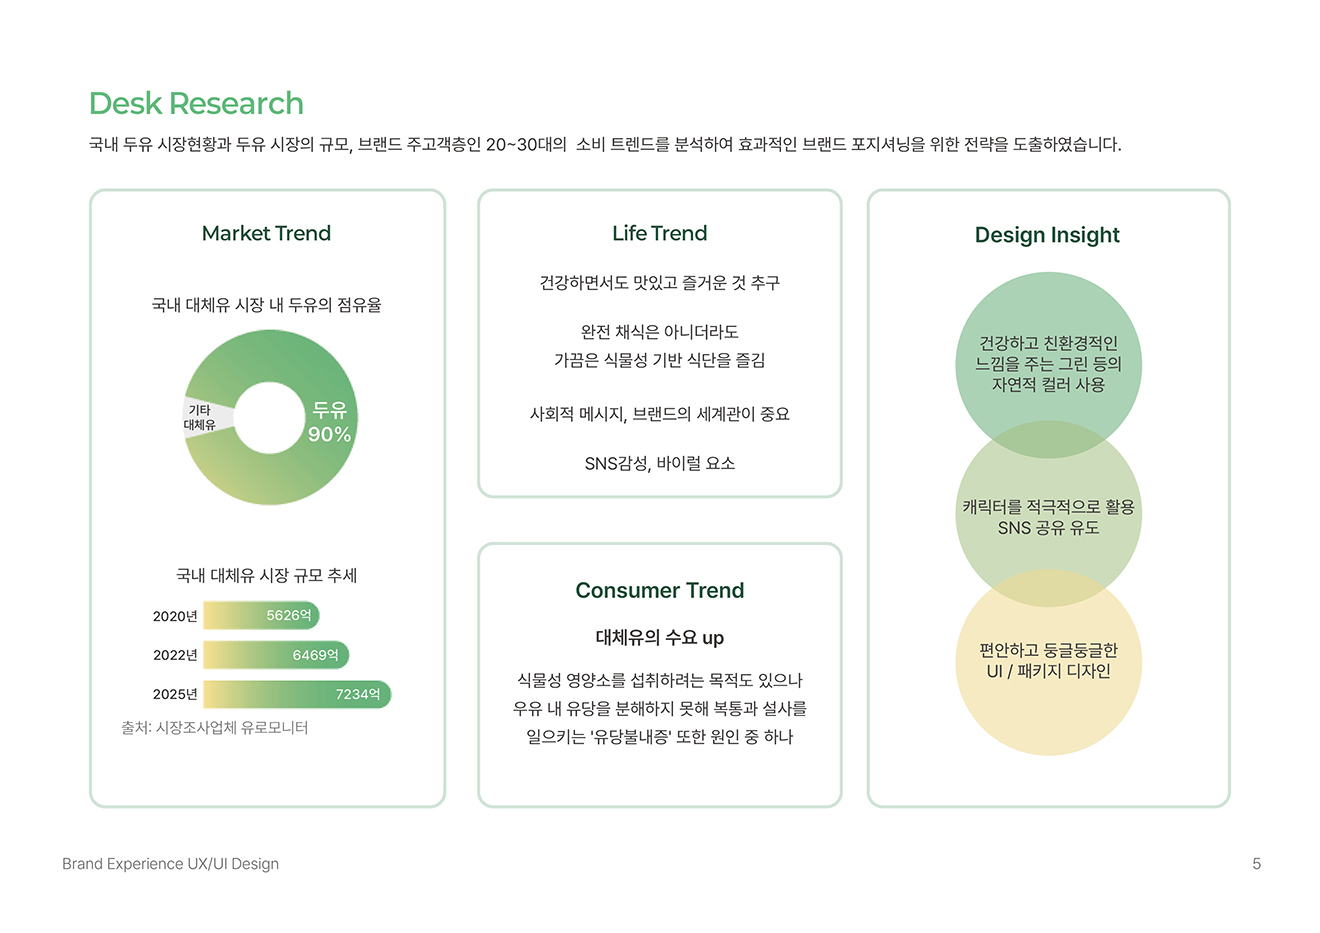 Desk Research
국내 두유 시장현황과 두유 시장의 규모, 브랜드 주고객층인 20~30대의 소비 트렌드를 분석하여 효과적인 브랜드 포지셔닝을 위한 전략을 도출하였습니다.
Market Trend
국내 대체유 시장 내 두유의 점유율
기타
대체유
두유
90%
국내 대체유 시장 규모 추세
2020년 5626억
2022년 6469억
2025년 7234억
출처: 시장조사업체 유로모니터
Life Trend
건강하면서도 맛있고 즐거운 것 추구
완전 채식은 아니더라도
가끔은 식물성 기반 식단을 즐김
사회적 메시지, 브랜드의 세계관이 중요
SNS감성, 바이럴 요소
Consumer Trend
대체유의 수요 up
식물성 영양소를 섭취하려는 목적도 있으나
우유 내 유당을 분해하지 못해 복통과 설사를
일으키는 '유당불내증' 또한 원인 중 하나
Design Insight
건강하고 친환경적인
느낌을 주는 그린 등의
자연적 컬러 사용
캐릭터를 적극적으로 활용
SNS 공유 유도
편안하고 둥글둥글한
UI / 패키지 디자인
Brand Experience UX/UI Design
5